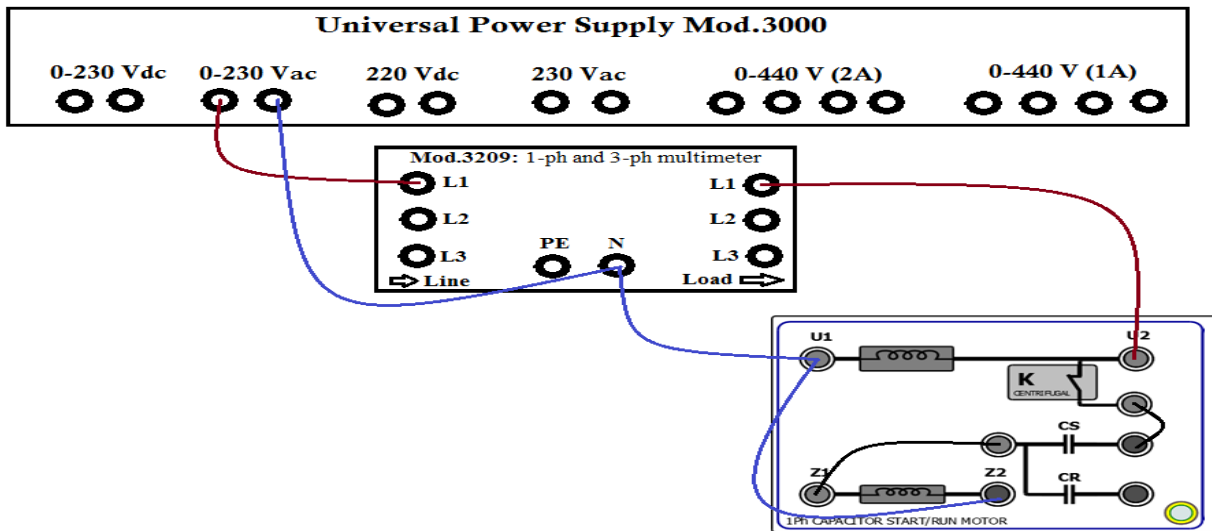 Universal Power Supply Mod.3000
0-230 Vdc 0-230 Vac 220 Vdc 230 Vac 0-440 V (2A) 0-440 V (1A)
Mod.3209: 1-ph and 3-ph multimeter
L1 L1
L2 L2
L3 PE N L3
Line Load
U1 U2
K
CENTRIFUGAL
CS
Z1 Z2 CR
1Ph CAPACITOR START/RUN MOTOR